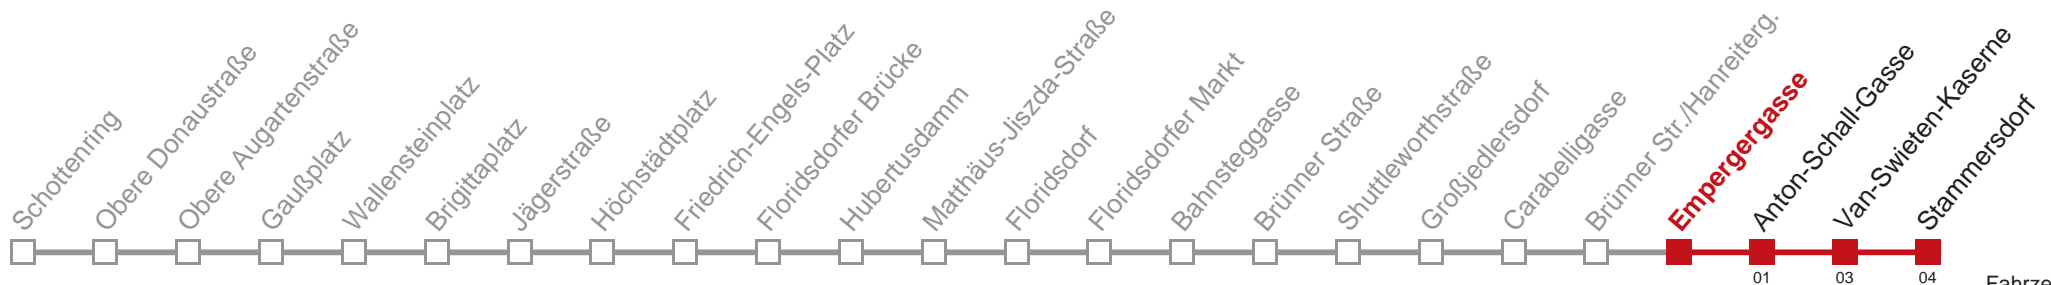 Schottenring
Obere Donaustraße
Obere Augartenstraße
Gaußplatz
Wallensteinplatz
Brigittaplatz
Jägerstraße
Höchstädtplatz
Friedrich-Engels-Platz
Floridsdorfer Brücke
Hubertusdamm
Matthäus-Jiszda-Straße
Floridsdorf
Floridsdorfer Markt
Bahnsteggasse
Brünner Straße
Shuttleworthstraße
Großjedlersdorf
Carabelligasse
Brünner Str./Hanreiterg.
Empergergasse
Anton-Schall-Gasse
Van-Swieten-Kaserne
Stammersdorf
01 03 04
Fahrze